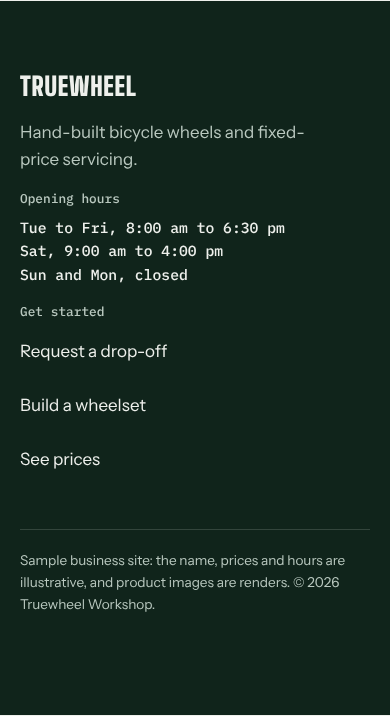 TRUEWHEEL
Hand-built bicycle wheels and fixed-
price servicing.
Opening hours
Tue to Fri, 8:00 am to 6:30 pm
Sat, 9:00 am to 4:00 pm
Sun and Mon, closed
Get started
Request a drop-off
Build a wheelset
See prices
Sample business site: the name, prices and hours are
illustrative, and product images are renders. © 2026
Truewheel Workshop.